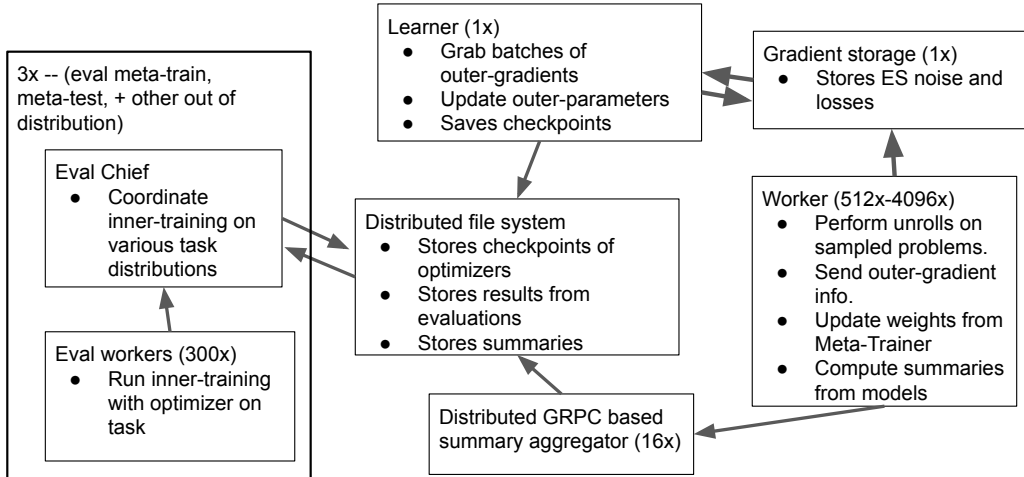 Learner (1x)
● Grab batches of
outer-gradients
● Update outer-parameters
● Saves checkpoints
Gradient storage (1x)
● Stores ES noise and
losses
3x -- (eval meta-train,
meta-test, + other out of
distribution)
Eval Chief
● Coordinate
inner-training on
various task
distributions
Eval workers (300x)
● Run inner-training
with optimizer on
task
Distributed file system
● Stores checkpoints of
optimizers
● Stores results from
evaluations
● Stores summaries
Worker (512x-4096x)
● Perform unrolls on
sampled problems.
● Send outer-gradient
info.
● Update weights from
Meta-Trainer
● Compute summaries
from models
Distributed GRPC based
summary aggregator (16x)